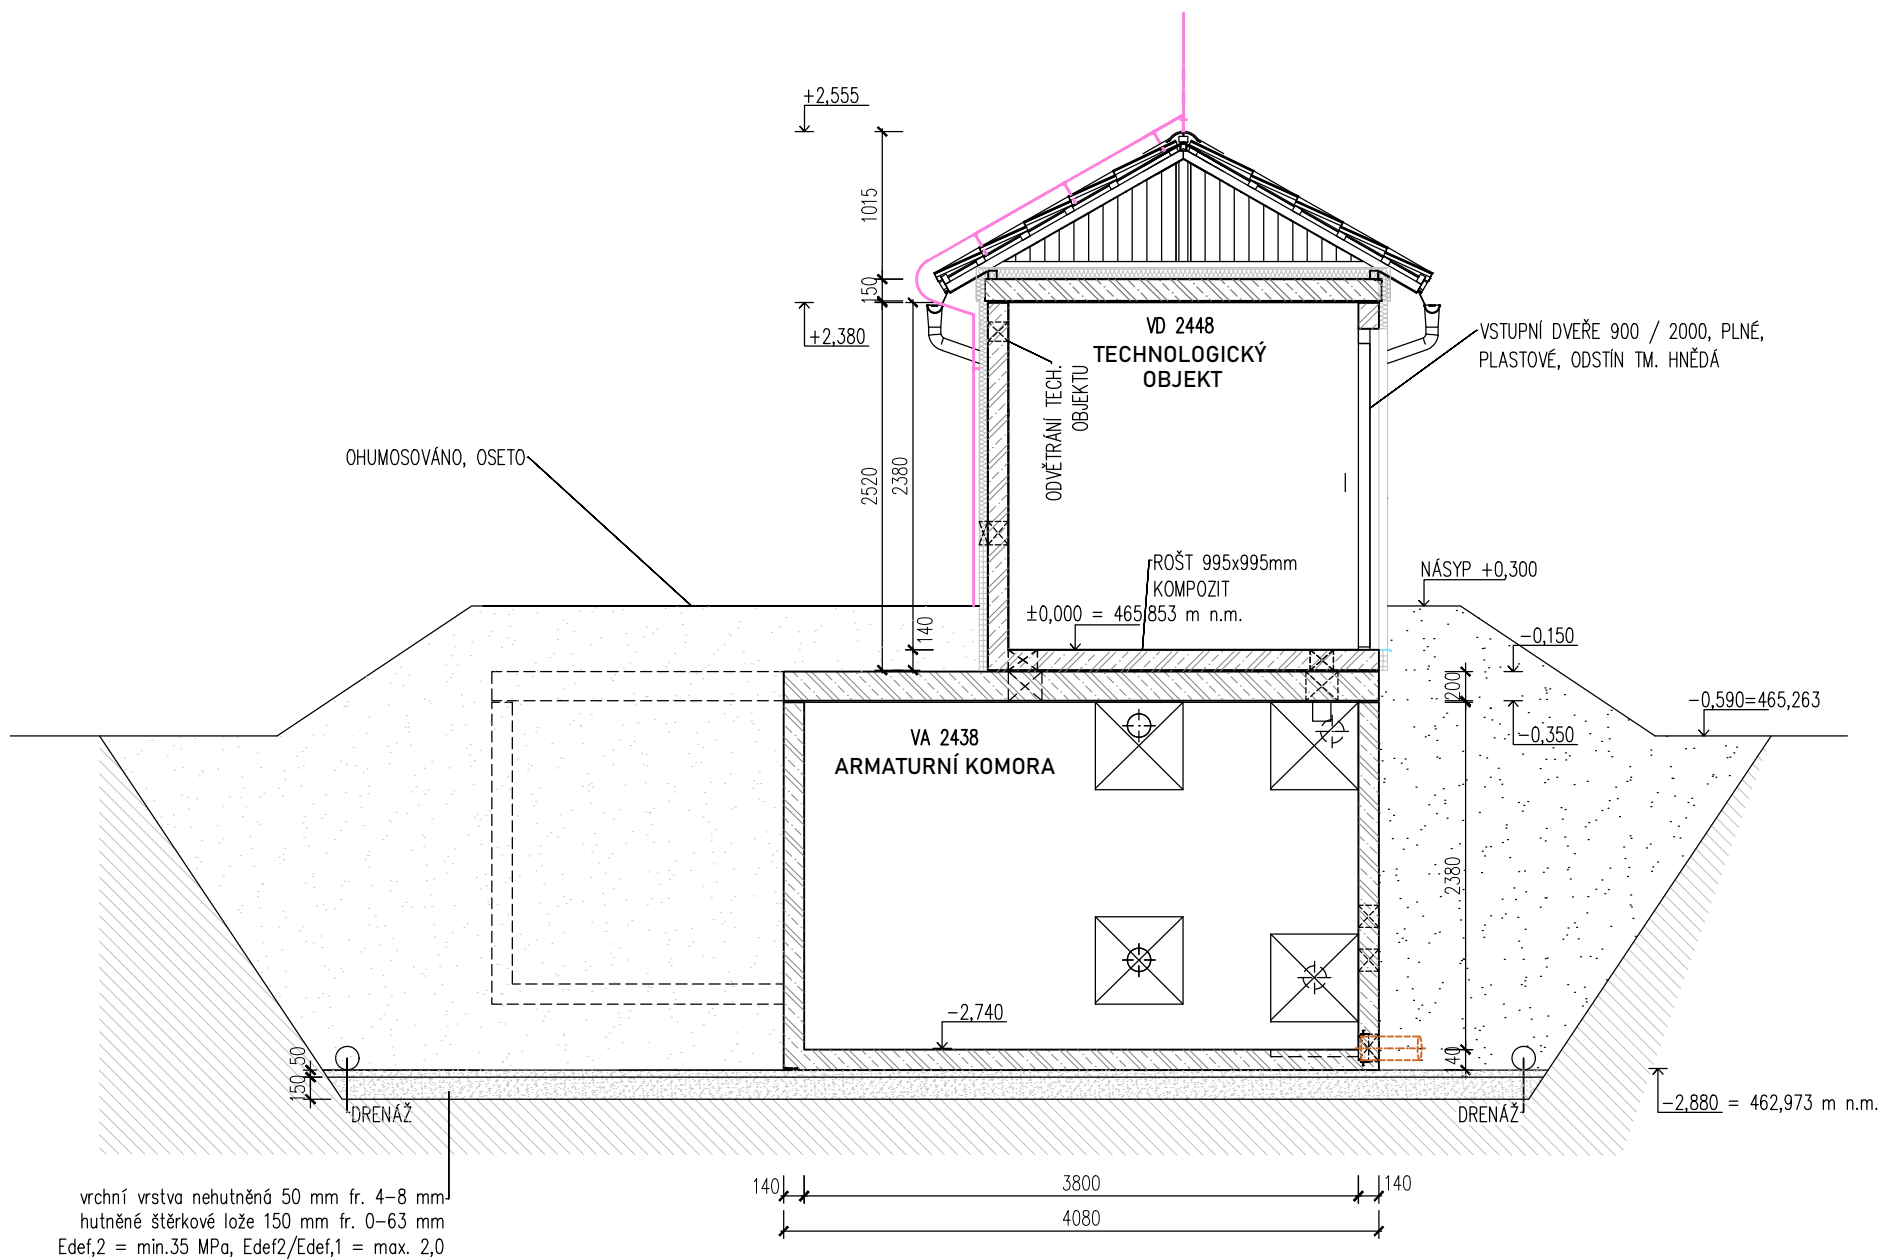 +2,555
1015
150
+2,380
VD 2448
TECHNOLOGICKÝ
OBJEKT
VSTUPNÍ DVEŘE 900 / 2000, PLNÉ,
PLASTOVÉ, ODSTÍN TM. HNĚDÁ
ODVĚTRÁNÍ TECH.
OBJEKTU
OHUMOSOVÁNO, OSETO
2520
2380
ROŠT 995x995mm
KOMPOZIT
±0,000 = 465,853 m n.m.
NÁSYP +0,300
140
-0,150
200
-0,590=465,263
-0,350
VA 2438
ARMATURNÍ KOMORA
2380
-2,740
50
150
40
DRENÁŽ
DRENÁŽ
-2,880 = 462,973 m n.m.
vrchní vrstva nehutněná 50 mm fr. 4-8 mm
hutněné štěrkové lože 150 mm fr. 0-63 mm
Edef,2 = min.35 MPa, Edef2/Edef,1 = max. 2,0
140
3800
140
4080